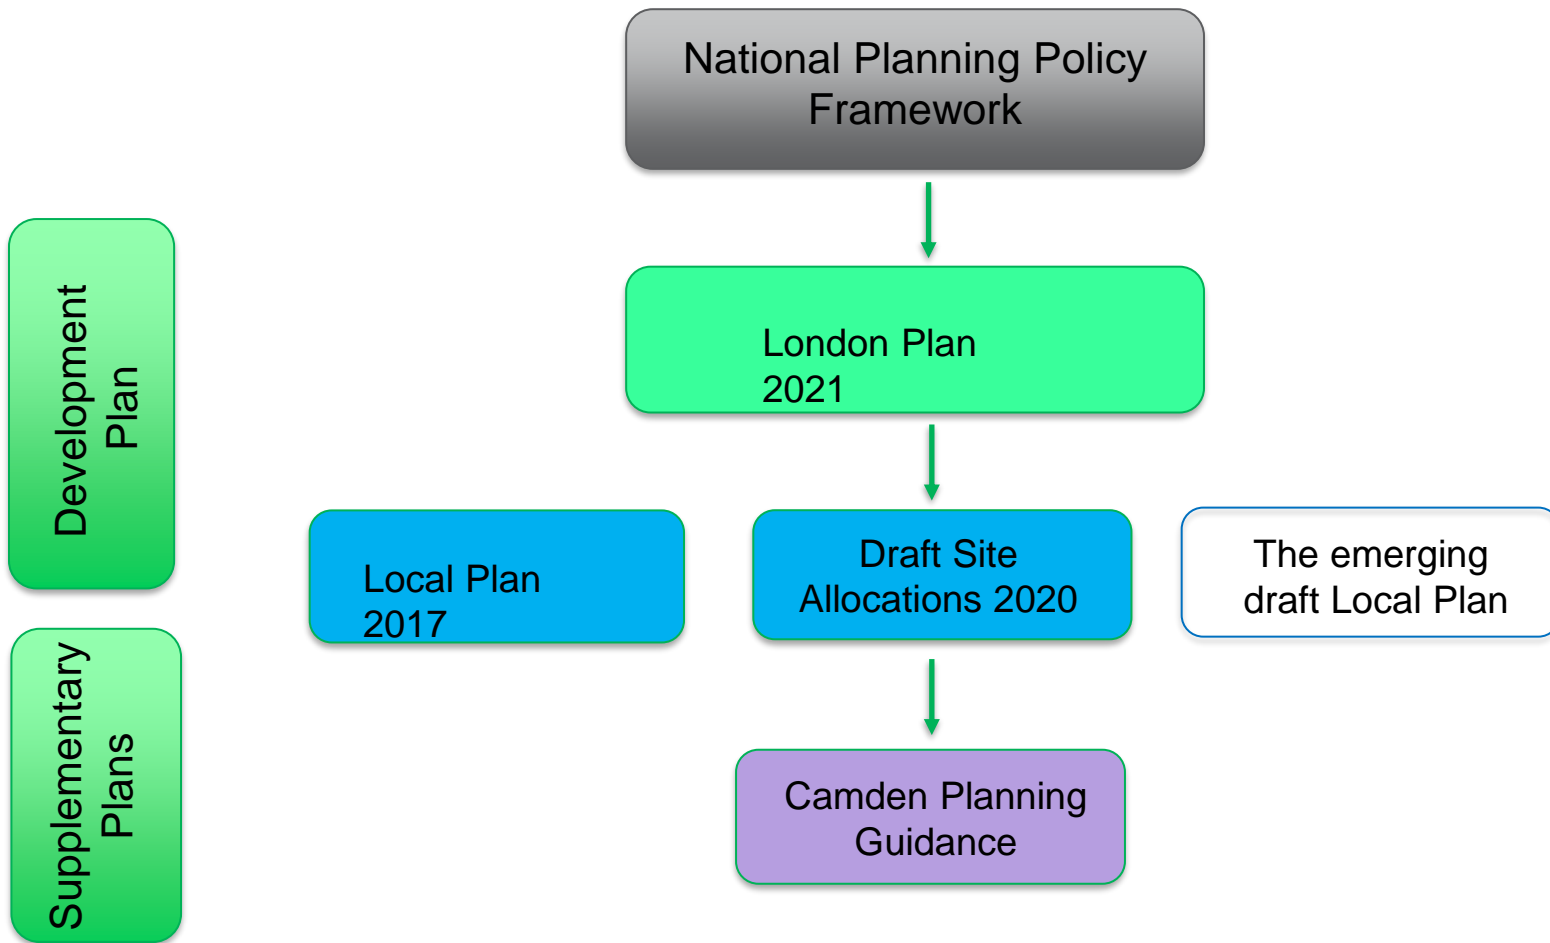 National Planning Policy
Framework
Development
Plan
London Plan
2021
Local Plan
2017
Draft Site
Allocations 2020
The emerging
draft Local Plan
Supplementary
Plans
Camden Planning
Guidance